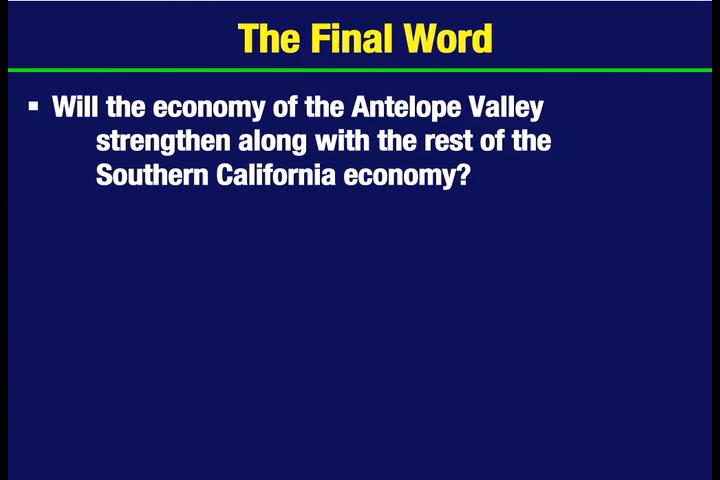 The Final Word
▪ Will the economy of the Antelope Valley
strengthen along with the rest of the
Southern California economy?